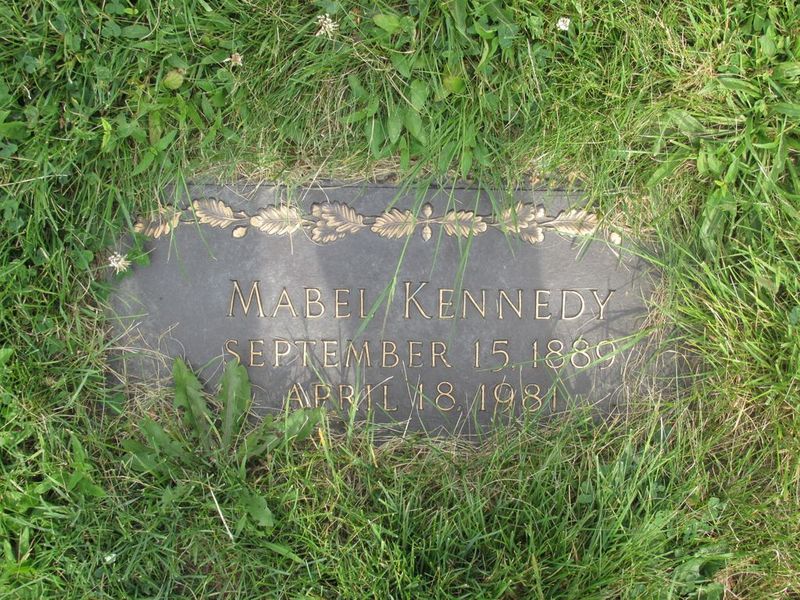 MABEL KENNEDY
SEPTEMBER 15, 1889
APRIL 18, 1981